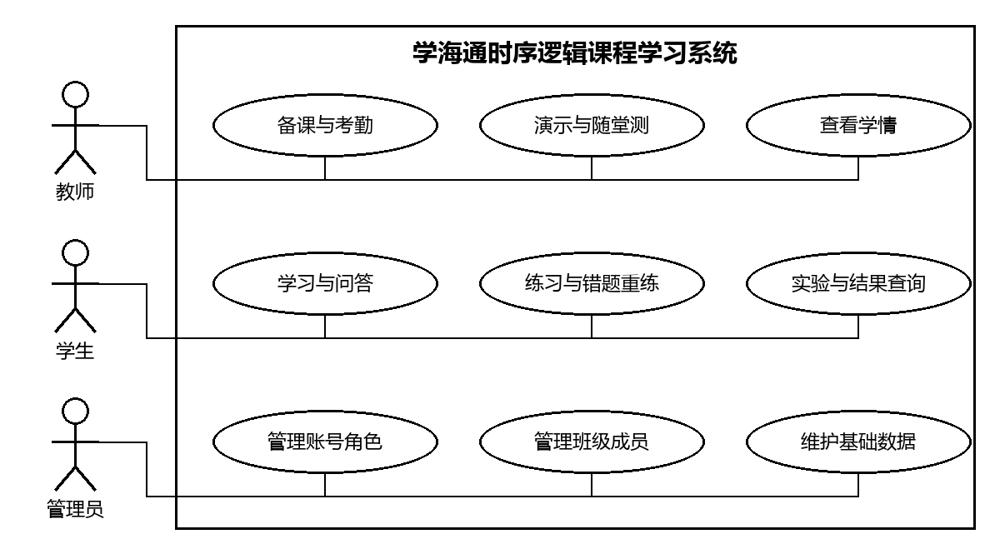 学海通时序逻辑课程学习系统
备课与考勤
演示与随堂测
查看学情
教师
学习与问答
练习与错题重练
实验与结果查询
学生
管理账号角色
管理班级成员
维护基础数据
管理员